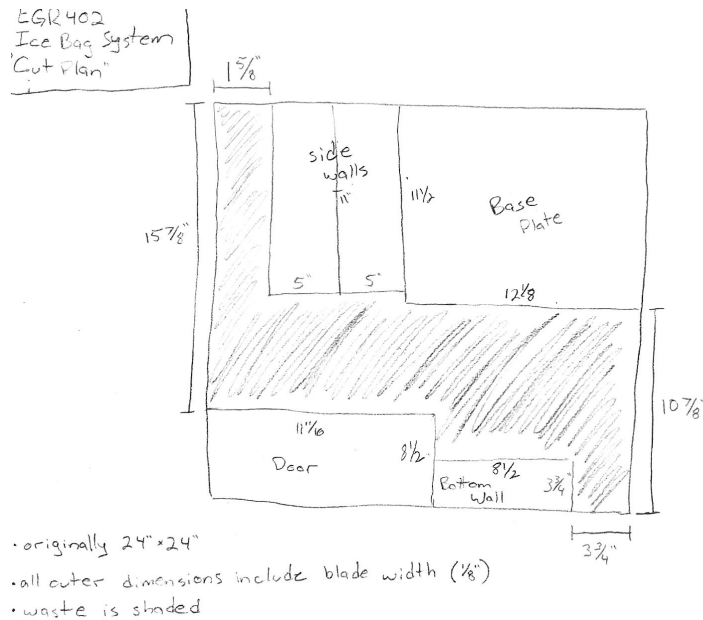 EGR402
Ice Bag System
"Cut Plan"
1 5/8"
side
walls
11"
11 1/2
Base
Plate
15 7/8"
5"
5"
12 1/8
10 7/8"
11 11/16
8 1/2
Door
8 1/2
Bottom
Wall
3 3/4"
3 3/4"
• originally 24" × 24"
• all outer dimensions include blade width (1/8")
• waste is shaded